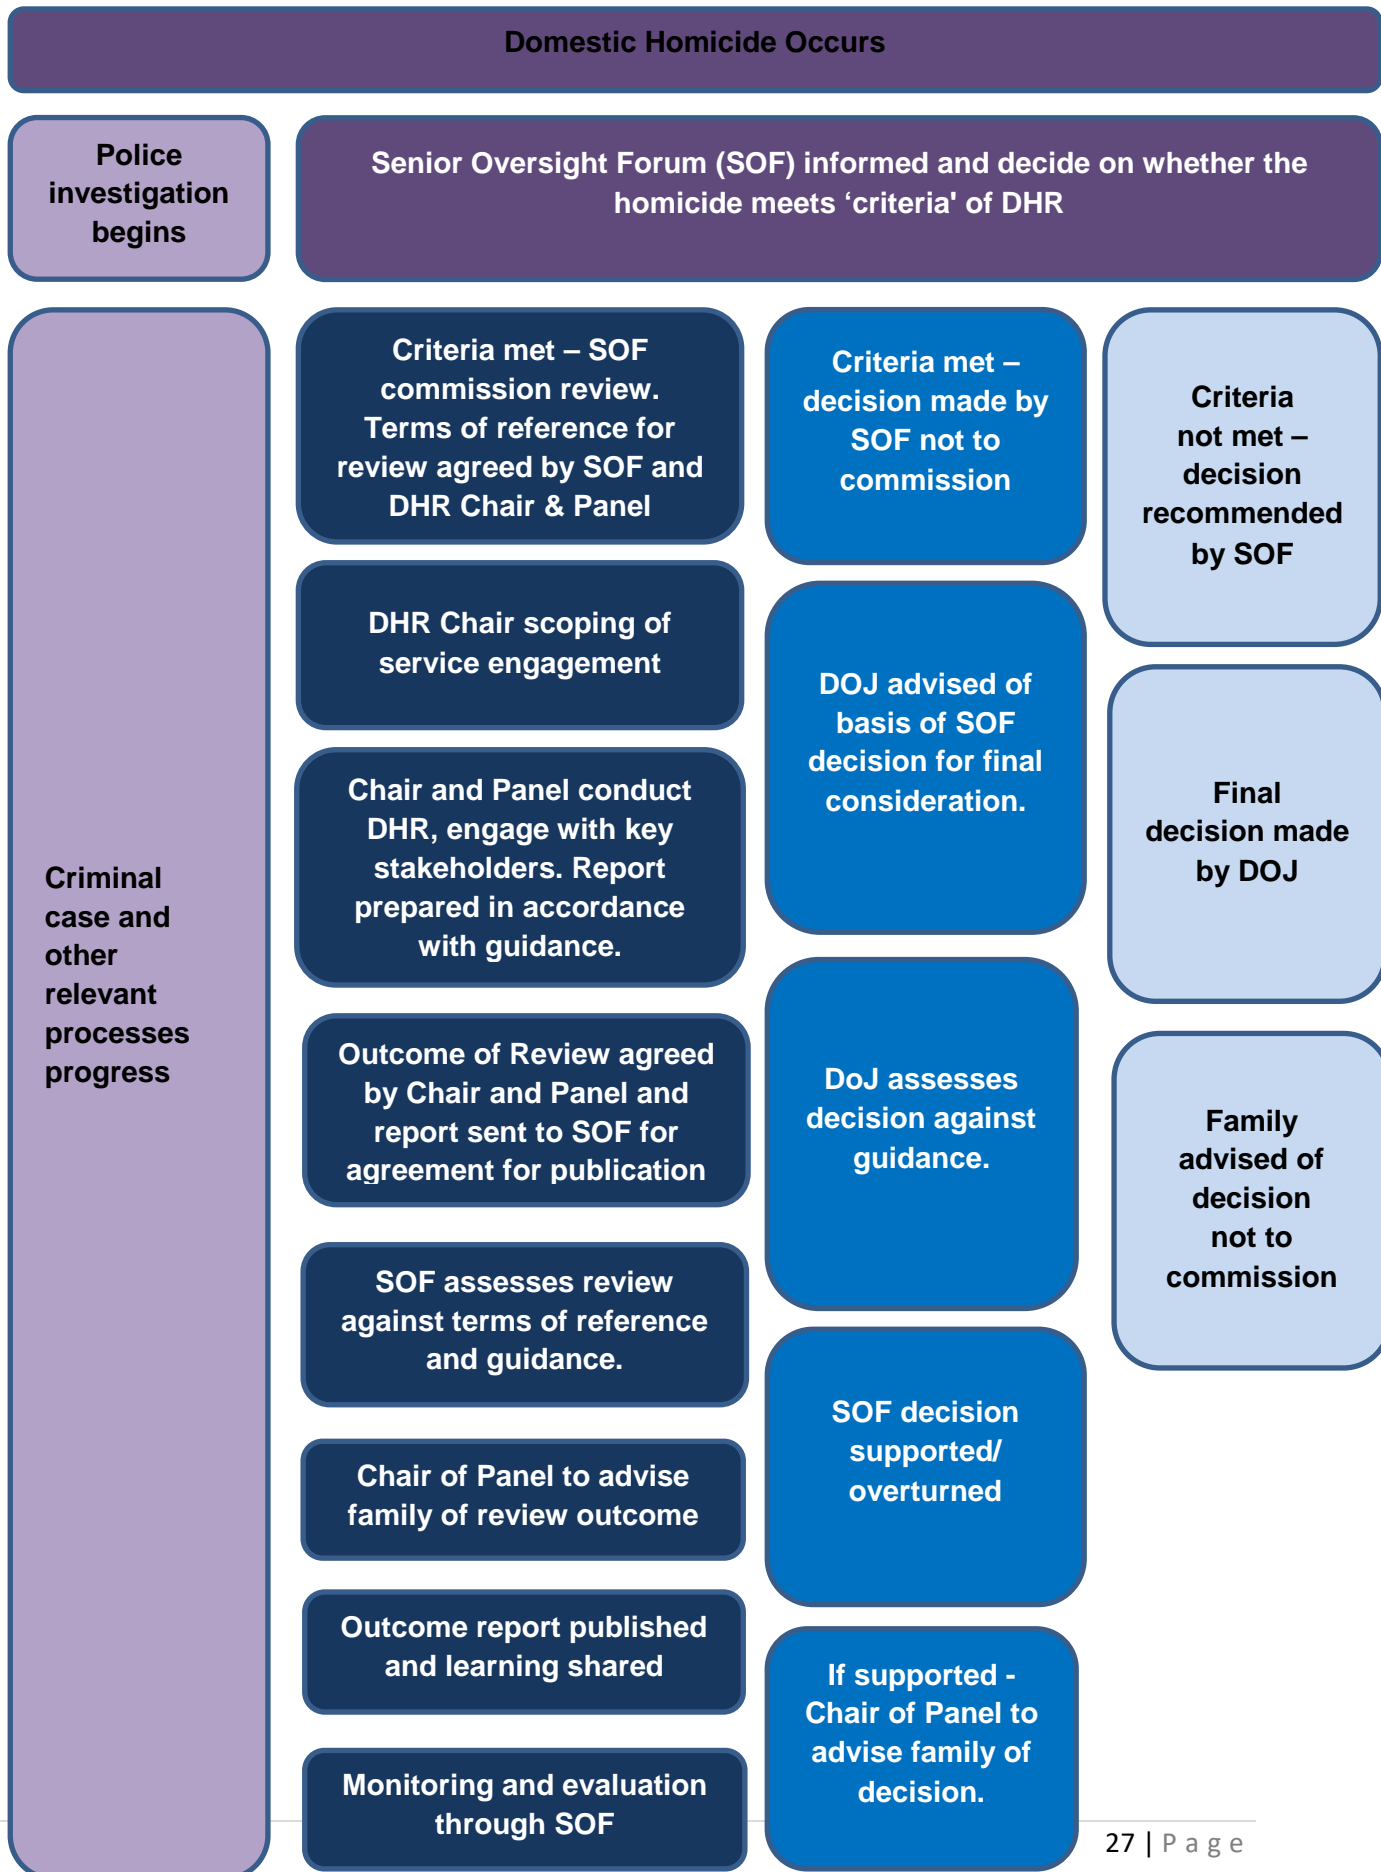 Domestic Homicide Occurs
Police
investigation
begins
Senior Oversight Forum (SOF) informed and decide on whether the
homicide meets ‘criteria' of DHR
Criminal
case and
other
relevant
processes
progress
Criteria met – SOF
commission review.
Terms of reference for
review agreed by SOF and
DHR Chair & Panel
DHR Chair scoping of
service engagement
Chair and Panel conduct
DHR, engage with key
stakeholders. Report
prepared in accordance
with guidance.
Outcome of Review agreed
by Chair and Panel and
report sent to SOF for
agreement for publication
SOF assesses review
against terms of reference
and guidance.
Chair of Panel to advise
family of review outcome
Outcome report published
and learning shared
Monitoring and evaluation
through SOF
Criteria met –
decision made by
SOF not to
commission
DOJ advised of
basis of SOF
decision for final
consideration.
DoJ assesses
decision against
guidance.
SOF decision
supported/
overturned
If supported -
Chair of Panel to
advise family of
decision.
Criteria
not met –
decision
recommended
by SOF
Final
decision made
by DOJ
Family
advised of
decision
not to
commission
27 | P a g e